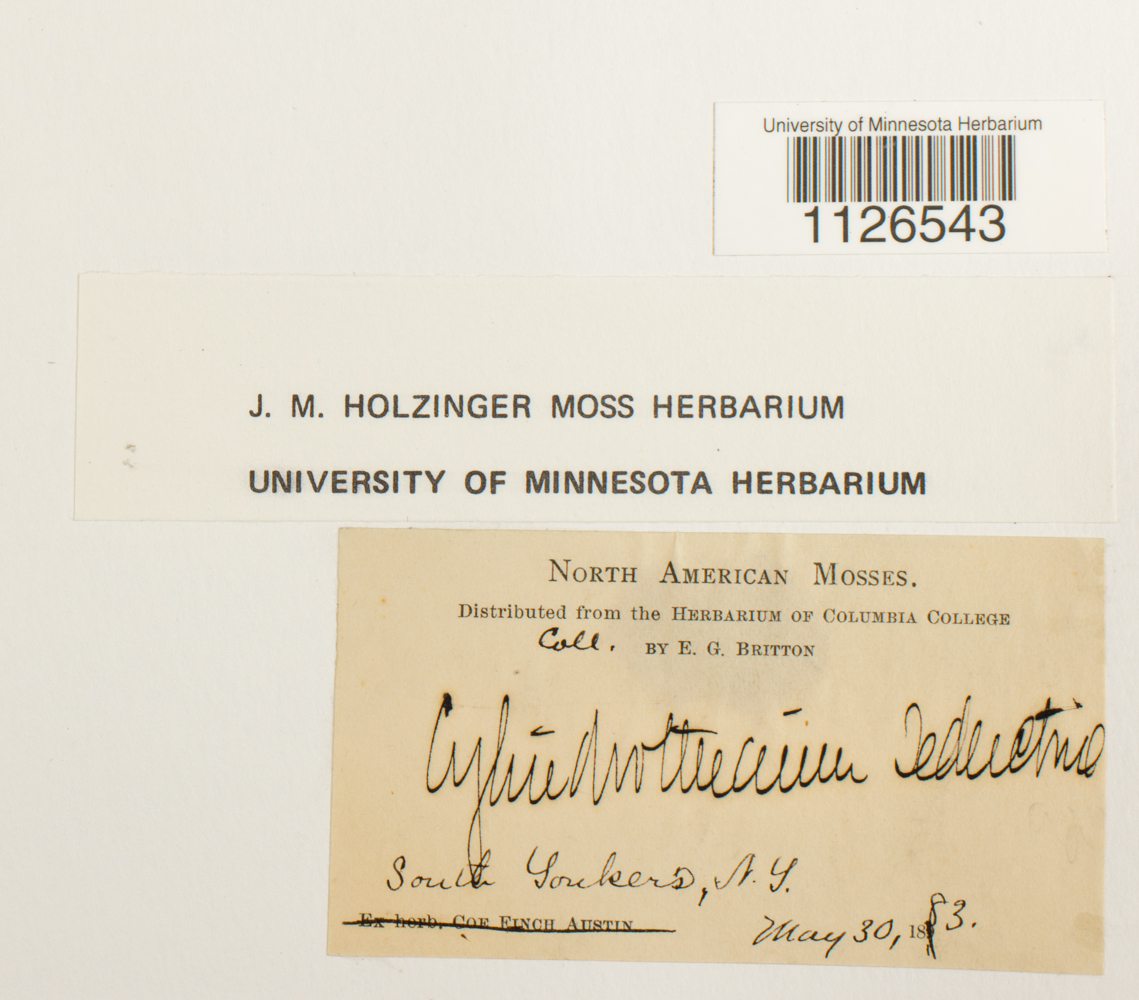 University of Minnesota Herbarium
1126543
J. M. HOLZINGER MOSS HERBARIUM
UNIVERSITY OF MINNESOTA HERBARIUM
NORTH AMERICAN MOSSES.
Distributed from the HERBARIUM OF COLUMBIA COLLEGE
Coll. BY E. G. BRITTON
Cylindrothecium
South Yonkers, N.Y.
Ex herb. COE FINCH AUSTIN
May 30, 1883.